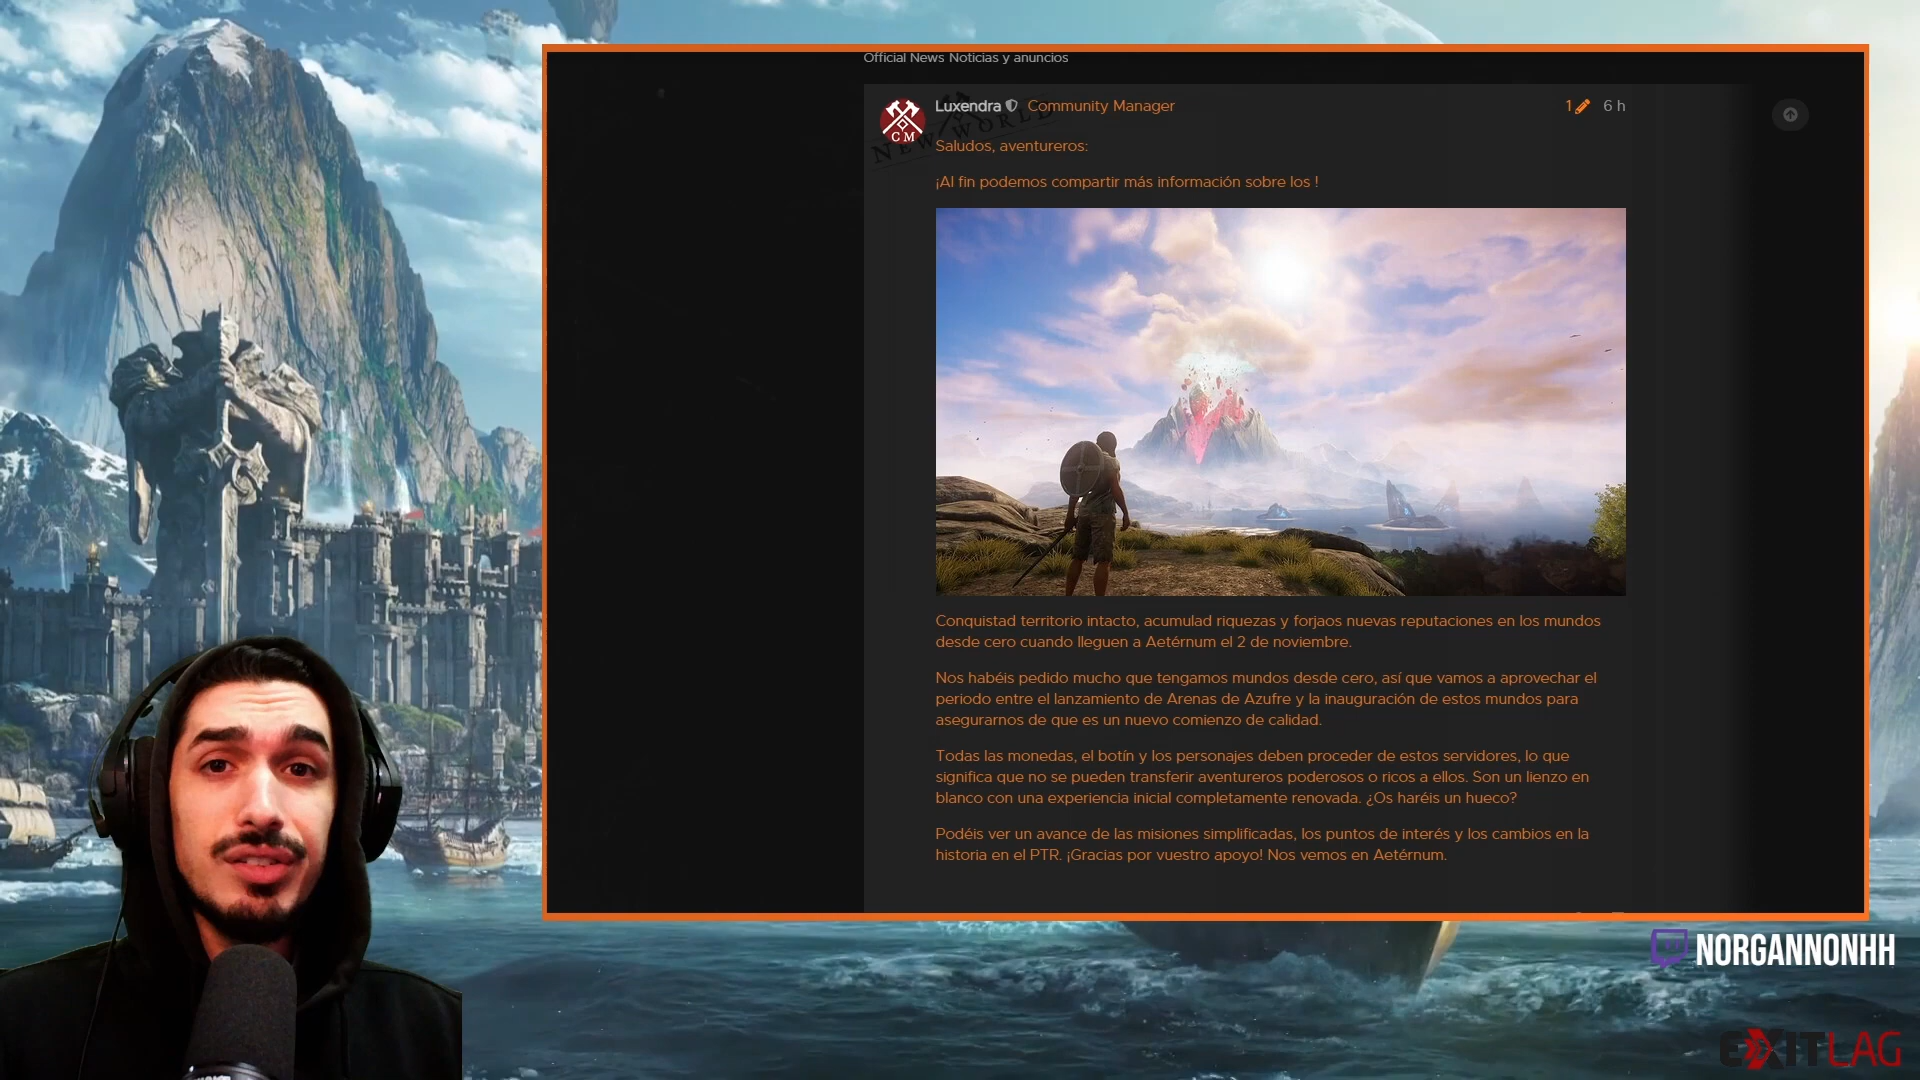 Official News Noticias y anuncios
Luxendra Community Manager
1 6 h
CM
NEW WORLD
Saludos, aventureros:
¡Al fin podemos compartir más información sobre los !
Conquistad territorio intacto, acumulad riquezas y forjaos nuevas reputaciones en los mundos
desde cero cuando lleguen a Aetérnum el 2 de noviembre.
Nos habéis pedido mucho que tengamos mundos desde cero, así que vamos a aprovechar el
periodo entre el lanzamiento de Arenas de Azufre y la inauguración de estos mundos para
asegurarnos de que es un nuevo comienzo de calidad.
Todas las monedas, el botín y los personajes deben proceder de estos servidores, lo que
significa que no se pueden transferir aventureros poderosos o ricos a ellos. Son un lienzo en
blanco con una experiencia inicial completamente renovada. ¿Os haréis un hueco?
Podéis ver un avance de las misiones simplificadas, los puntos de interés y los cambios en la
historia en el PTR. ¡Gracias por vuestro apoyo! Nos vemos en Aetérnum.
NORGANNONHH
EXITLAG